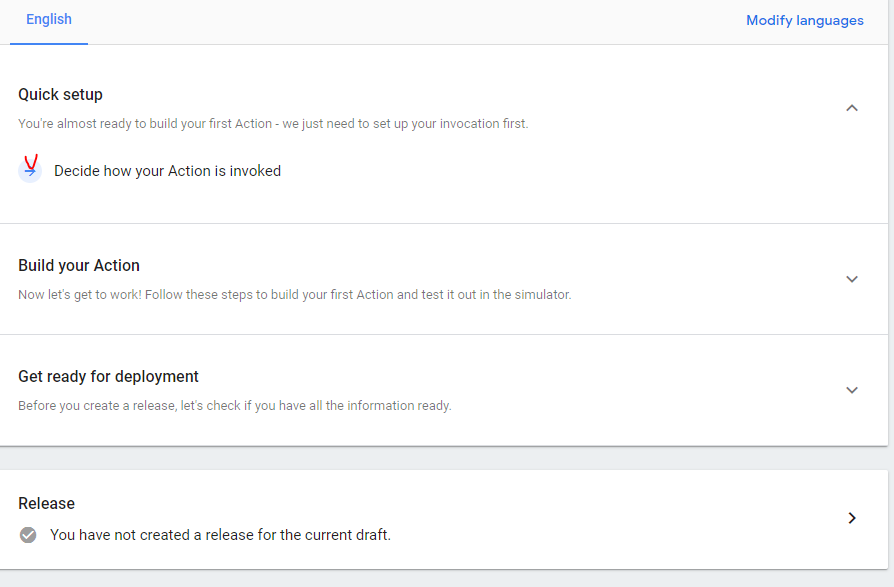 English
Modify languages
Quick setup
You're almost ready to build your first Action - we just need to set up your invocation first.
Decide how your Action is invoked
Build your Action
Now let's get to work! Follow these steps to build your first Action and test it out in the simulator.
Get ready for deployment
Before you create a release, let's check if you have all the information ready.
Release
You have not created a release for the current draft.